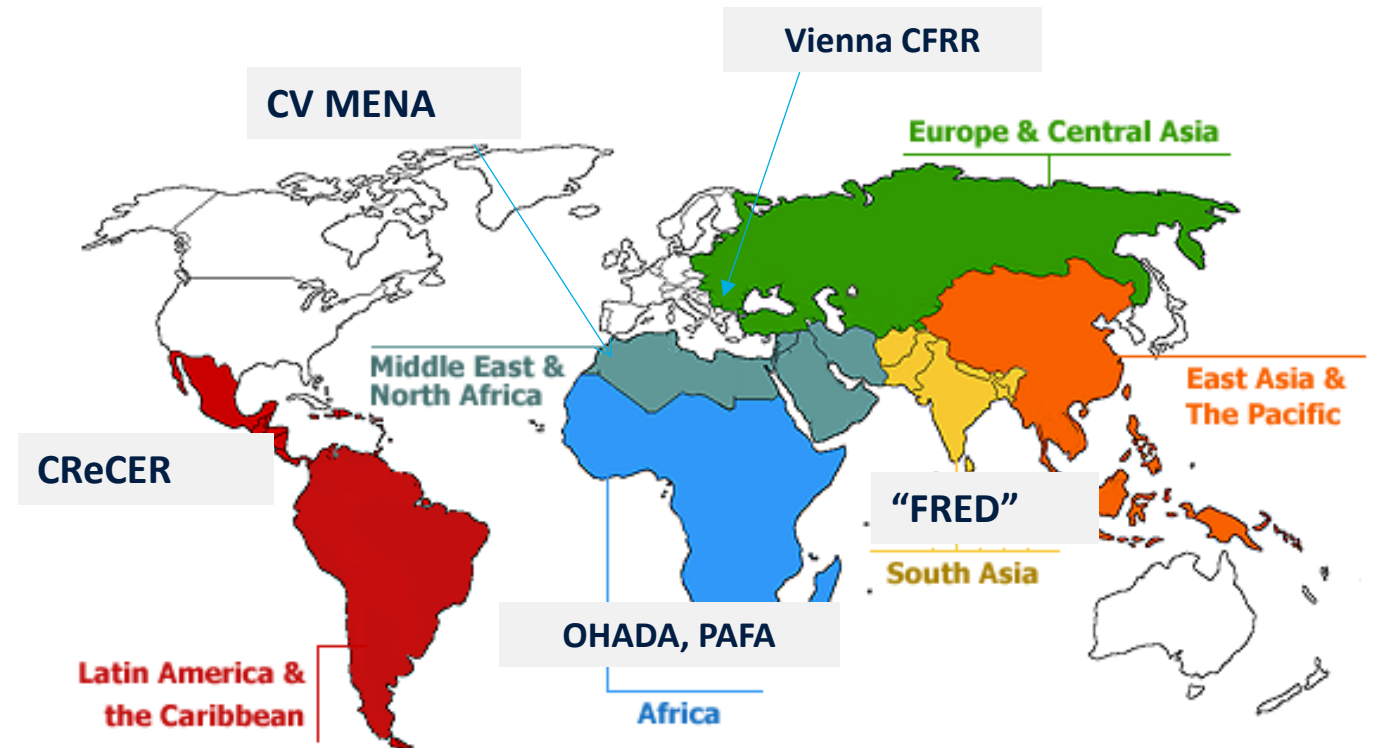 Vienna CFRR
CV MENA
Europe & Central Asia
Middle East &
North Africa
East Asia &
The Pacific
CReCER
“FRED”
South Asia
OHADA, PAFA
Latin America &
the Caribbean
Africa